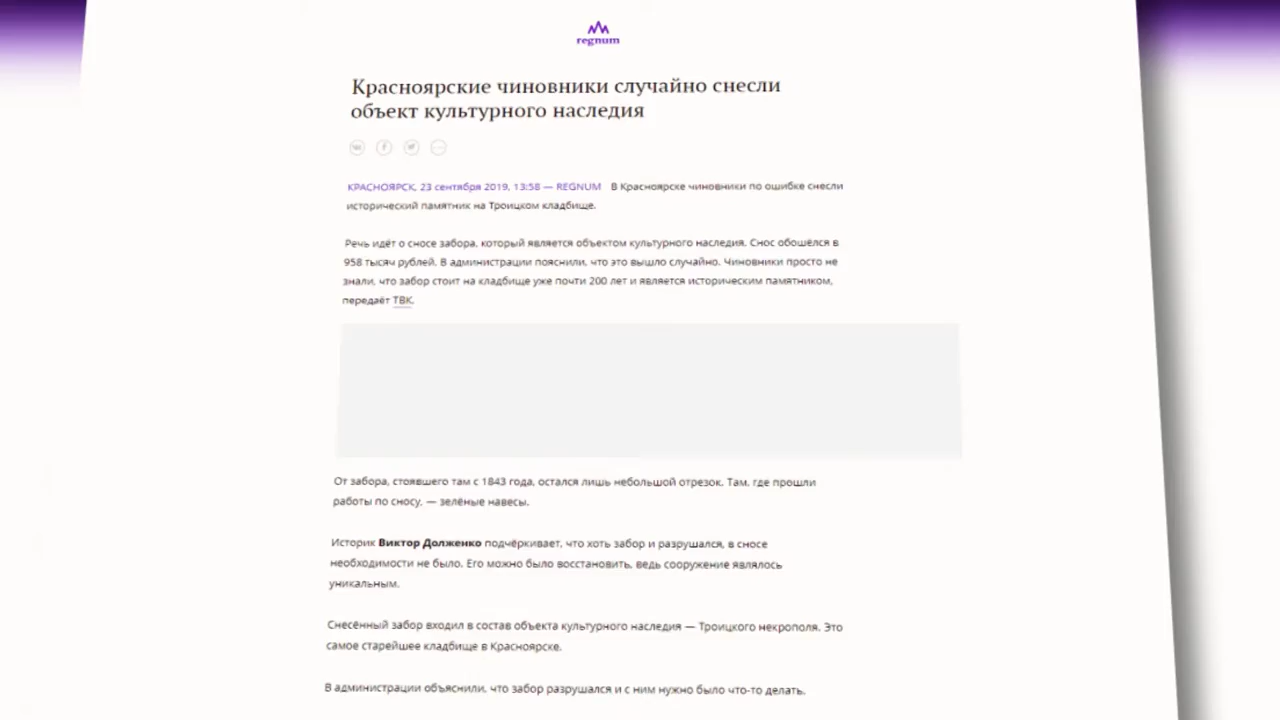 regnum
Красноярские чиновники случайно снесли
объект культурного наследия
КРАСНОЯРСК, 23 сентября 2019, 13:58 — REGNUM В Красноярске чиновники по ошибке снесли
исторический памятник на Троицком кладбище.
Речь идёт о сносе забора, который является объектом культурного наследия. Снос обошёлся в
958 тысяч рублей. В администрации пояснили, что это вышло случайно. Чиновники просто не
знали, что забор стоит на кладбище уже почти 200 лет и является историческим памятником,
передаёт ТВК.
От забора, стоявшего там с 1843 года, остался лишь небольшой отрезок. Там, где прошли
работы по сносу, — зелёные навесы.
Историк Виктор Долженко подчёркивает, что хоть забор и разрушался, в сносе
необходимости не было. Его можно было восстановить, ведь сооружение являлось
уникальным.
Снесённый забор входил в состав объекта культурного наследия — Троицкого некрополя. Это
самое старейшее кладбище в Красноярске.
В администрации объяснили, что забор разрушался и с ним нужно было что-то делать.